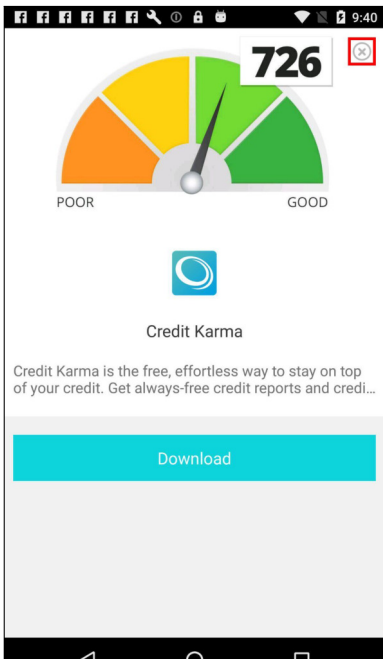 9:40
726
POOR
GOOD
Credit Karma
Credit Karma is the free, effortless way to stay on top
of your credit. Get always-free credit reports and credi...
Download